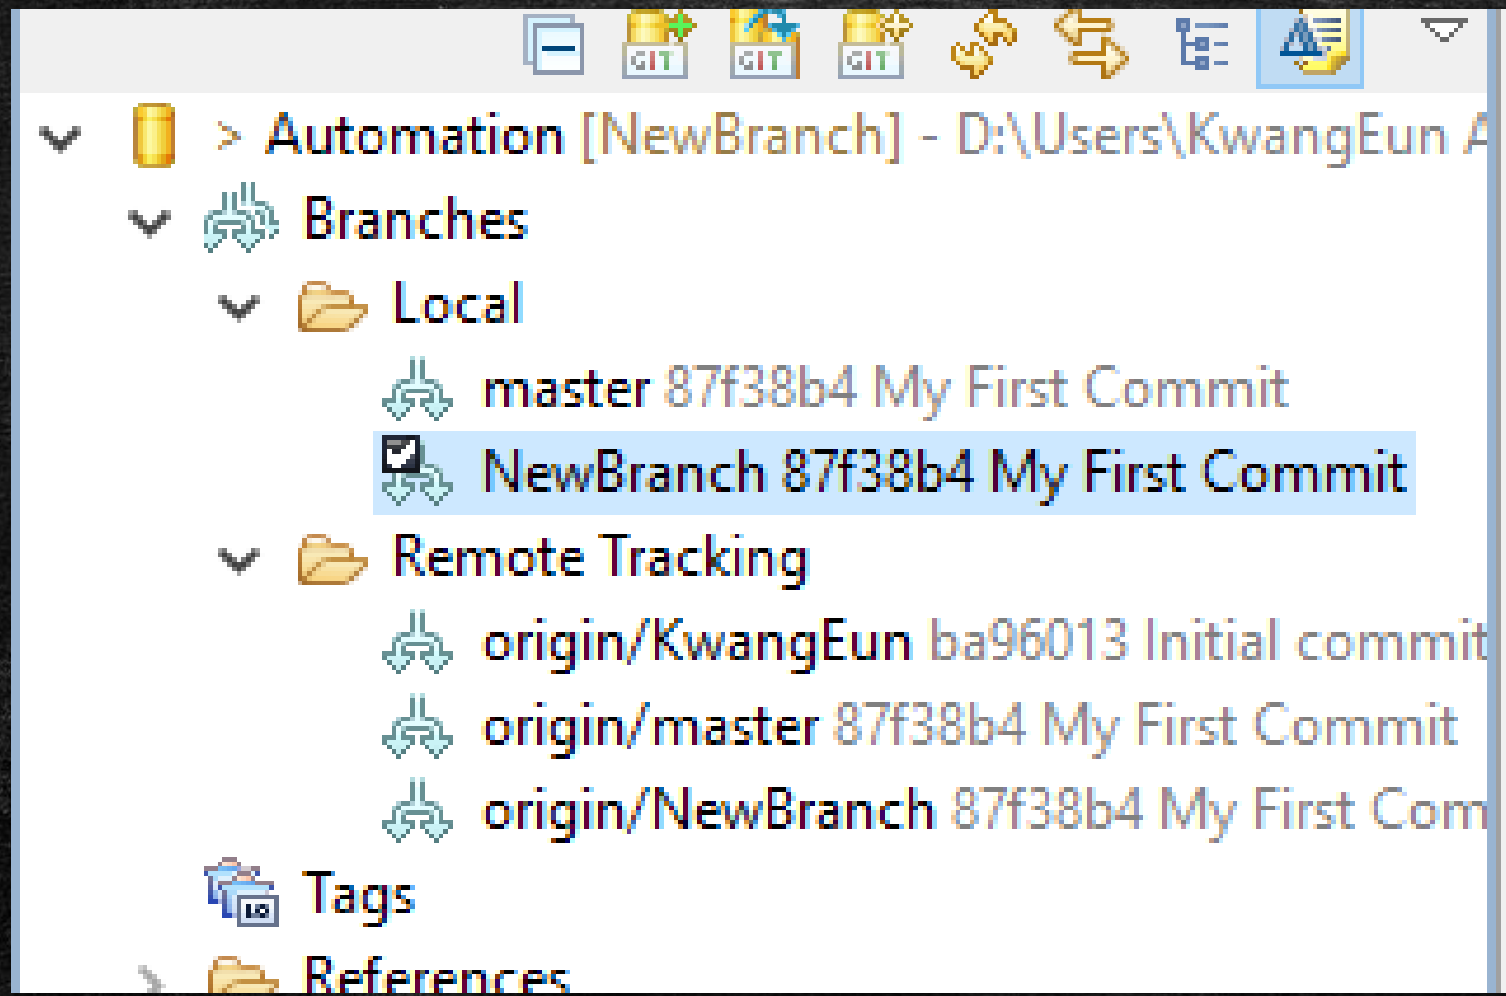 GIT GIT GIT
> Automation [NewBranch] - D:\Users\KwangEun A
Branches
Local
master 87f38b4 My First Commit
NewBranch 87f38b4 My First Commit
Remote Tracking
origin/KwangEun ba96013 Initial commit
origin/master 87f38b4 My First Commit
origin/NewBranch 87f38b4 My First Com
Tags
References